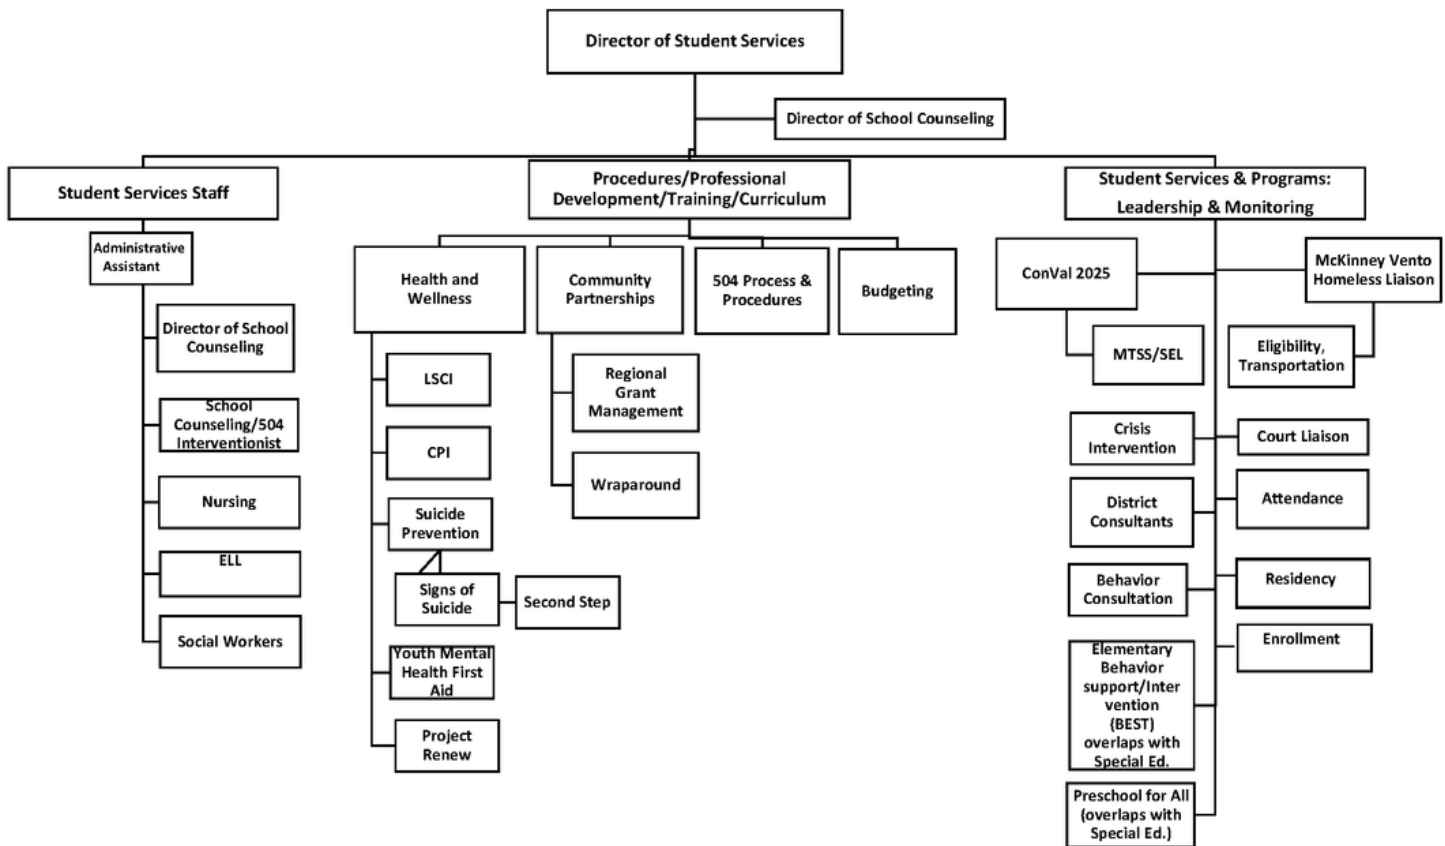 Director of Student Services
Director of School Counseling
Student Services Staff
Administrative
Assistant
Director of School
Counseling
School
Counseling/504
Interventionist
Nursing
ELL
Social Workers
Procedures/Professional
Development/Training/Curriculum
Health and
Wellness
LSCI
CPI
Suicide
Prevention
Signs of
Suicide
Second Step
Youth Mental
Health First
Aid
Project
Renew
Community
Partnerships
Regional
Grant
Management
Wraparound
504 Process &
Procedures
Budgeting
Student Services & Programs:
Leadership & Monitoring
ConVal 2025
MTSS/SEL
McKinney Vento
Homeless Liaison
Eligibility,
Transportation
Crisis
Intervention
Court Liaison
District
Consultants
Attendance
Behavior
Consultation
Residency
Enrollment
Elementary
Behavior
support/Inter
vention
(BEST)
overlaps with
Special Ed.
Preschool for All
(overlaps with
Special Ed.)